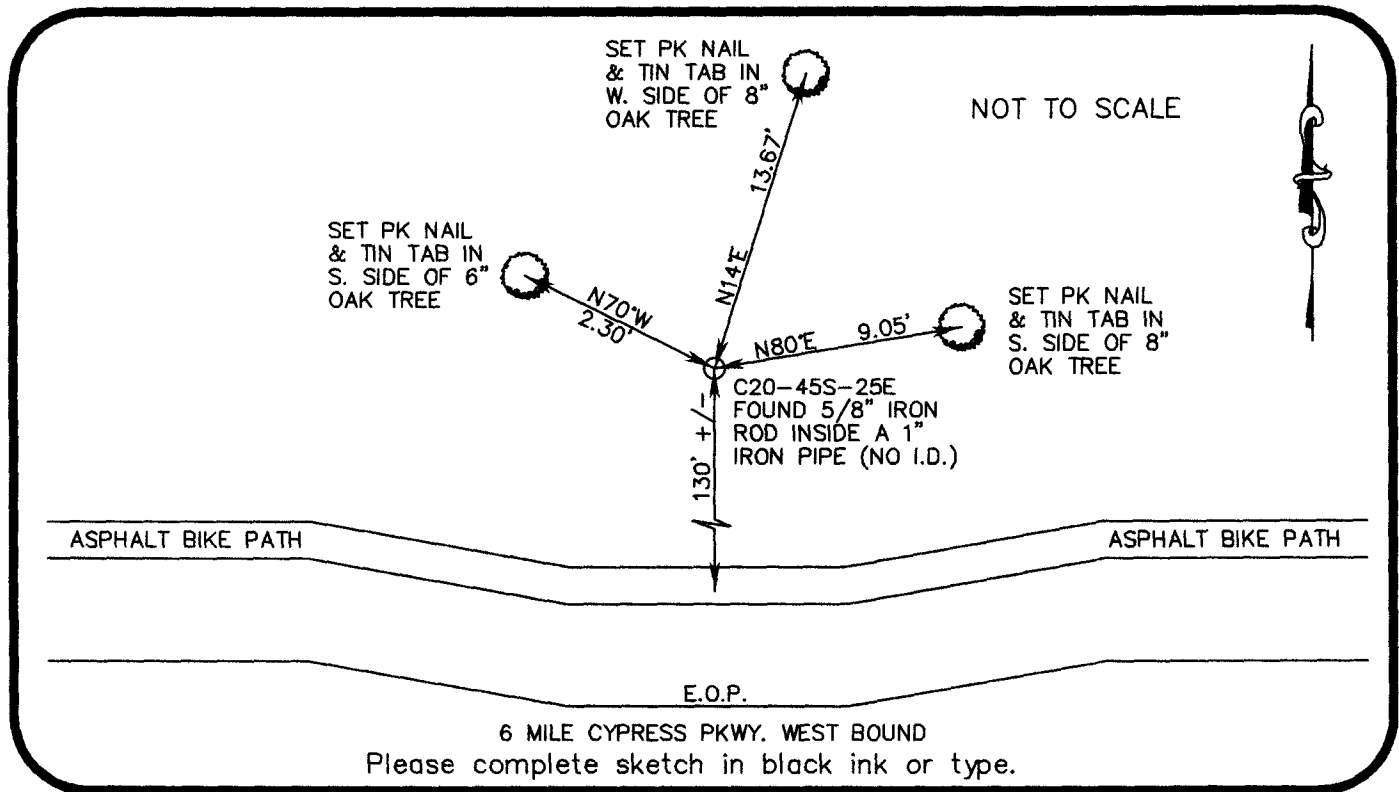 SET PK NAIL
& TIN TAB IN
W. SIDE OF 8"
OAK TREE
NOT TO SCALE
13.67'
N14°E
SET PK NAIL
& TIN TAB IN
S. SIDE OF 6"
OAK TREE
N70°W
2.30'
N80°E 9.05'
SET PK NAIL
& TIN TAB IN
S. SIDE OF 8"
OAK TREE
C20-45S-25E
FOUND 5/8" IRON
ROD INSIDE A 1"
IRON PIPE (NO I.D.)
130' +/-
ASPHALT BIKE PATH
ASPHALT BIKE PATH
E.O.P.
6 MILE CYPRESS PKWY. WEST BOUND
Please complete sketch in black ink or type.